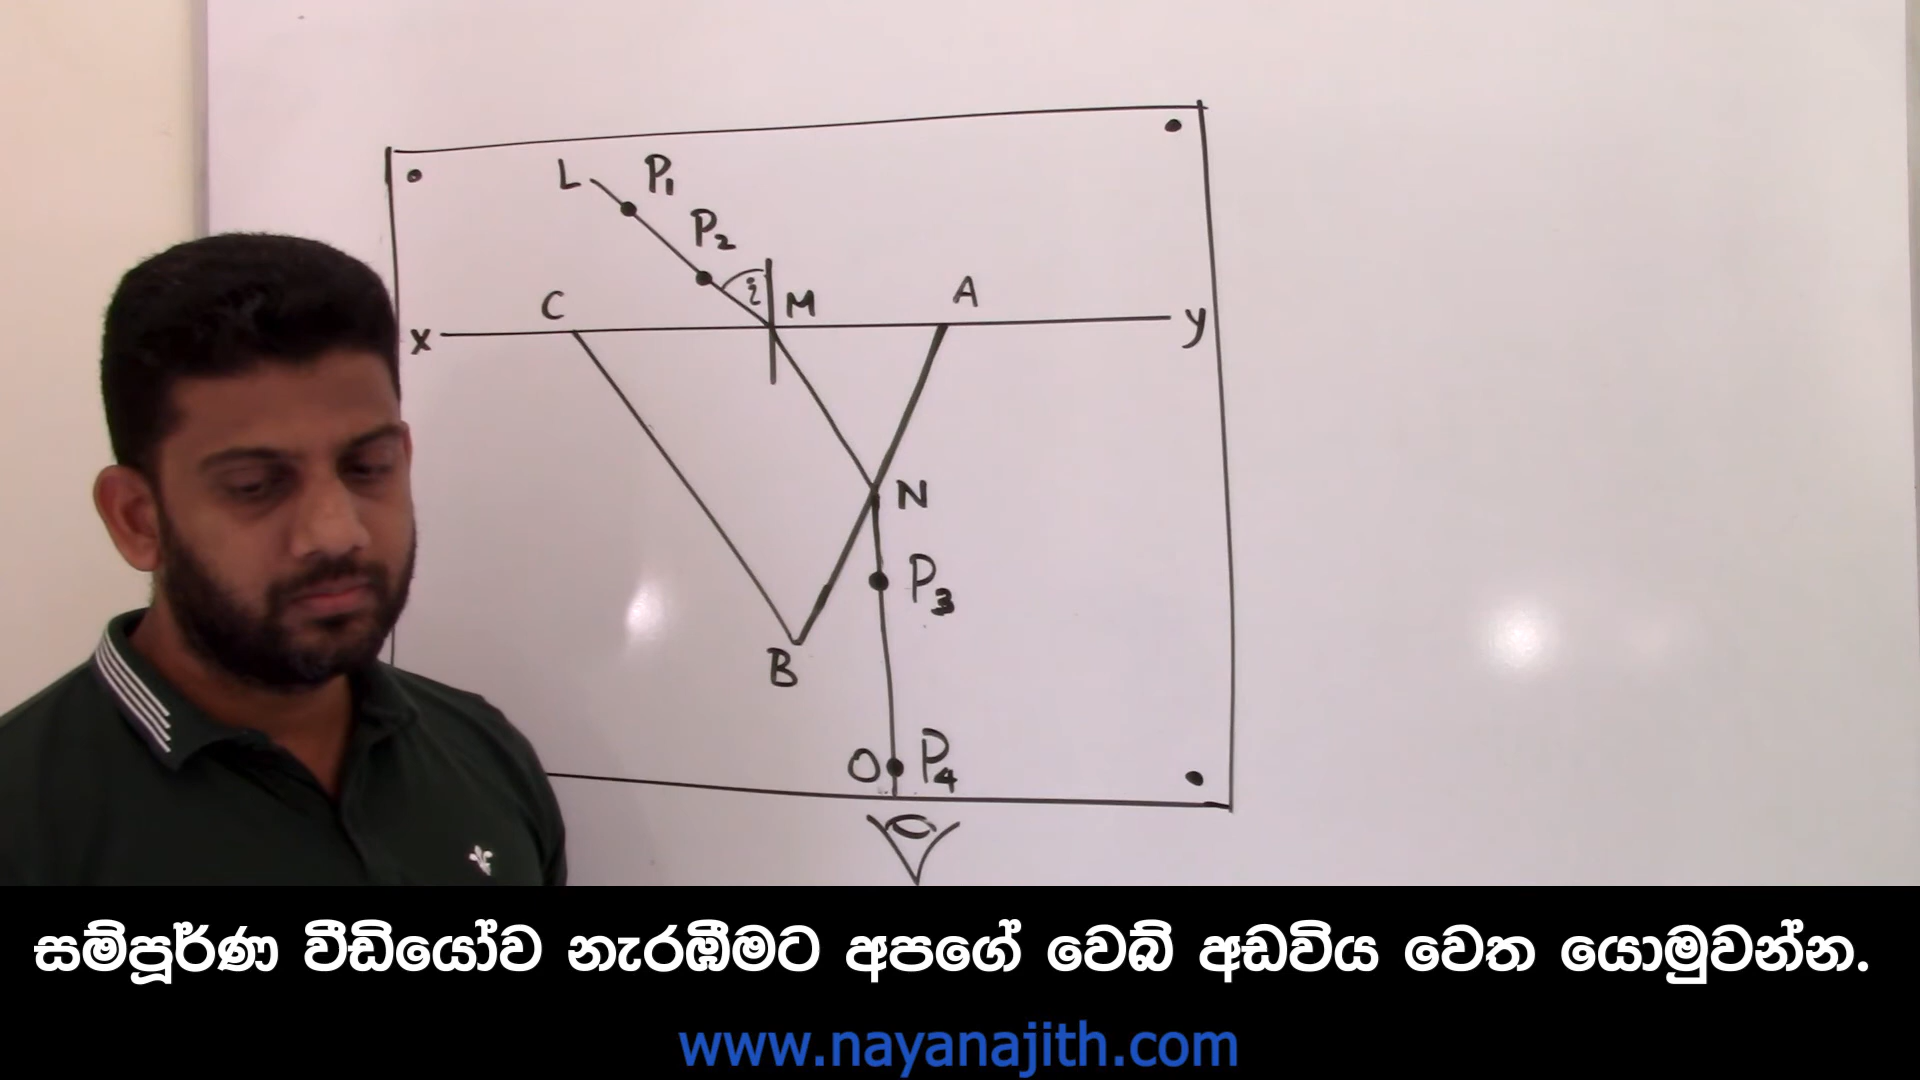 L P₁
P₂
i
C M A
x y
N
P₃
B
O P₄
සම්පූර්ණ වීඩියෝව නැරඹීමට අපගේ වෙබ් අඩවිය වෙත යොමුවන්න.
www.nayanajith.com